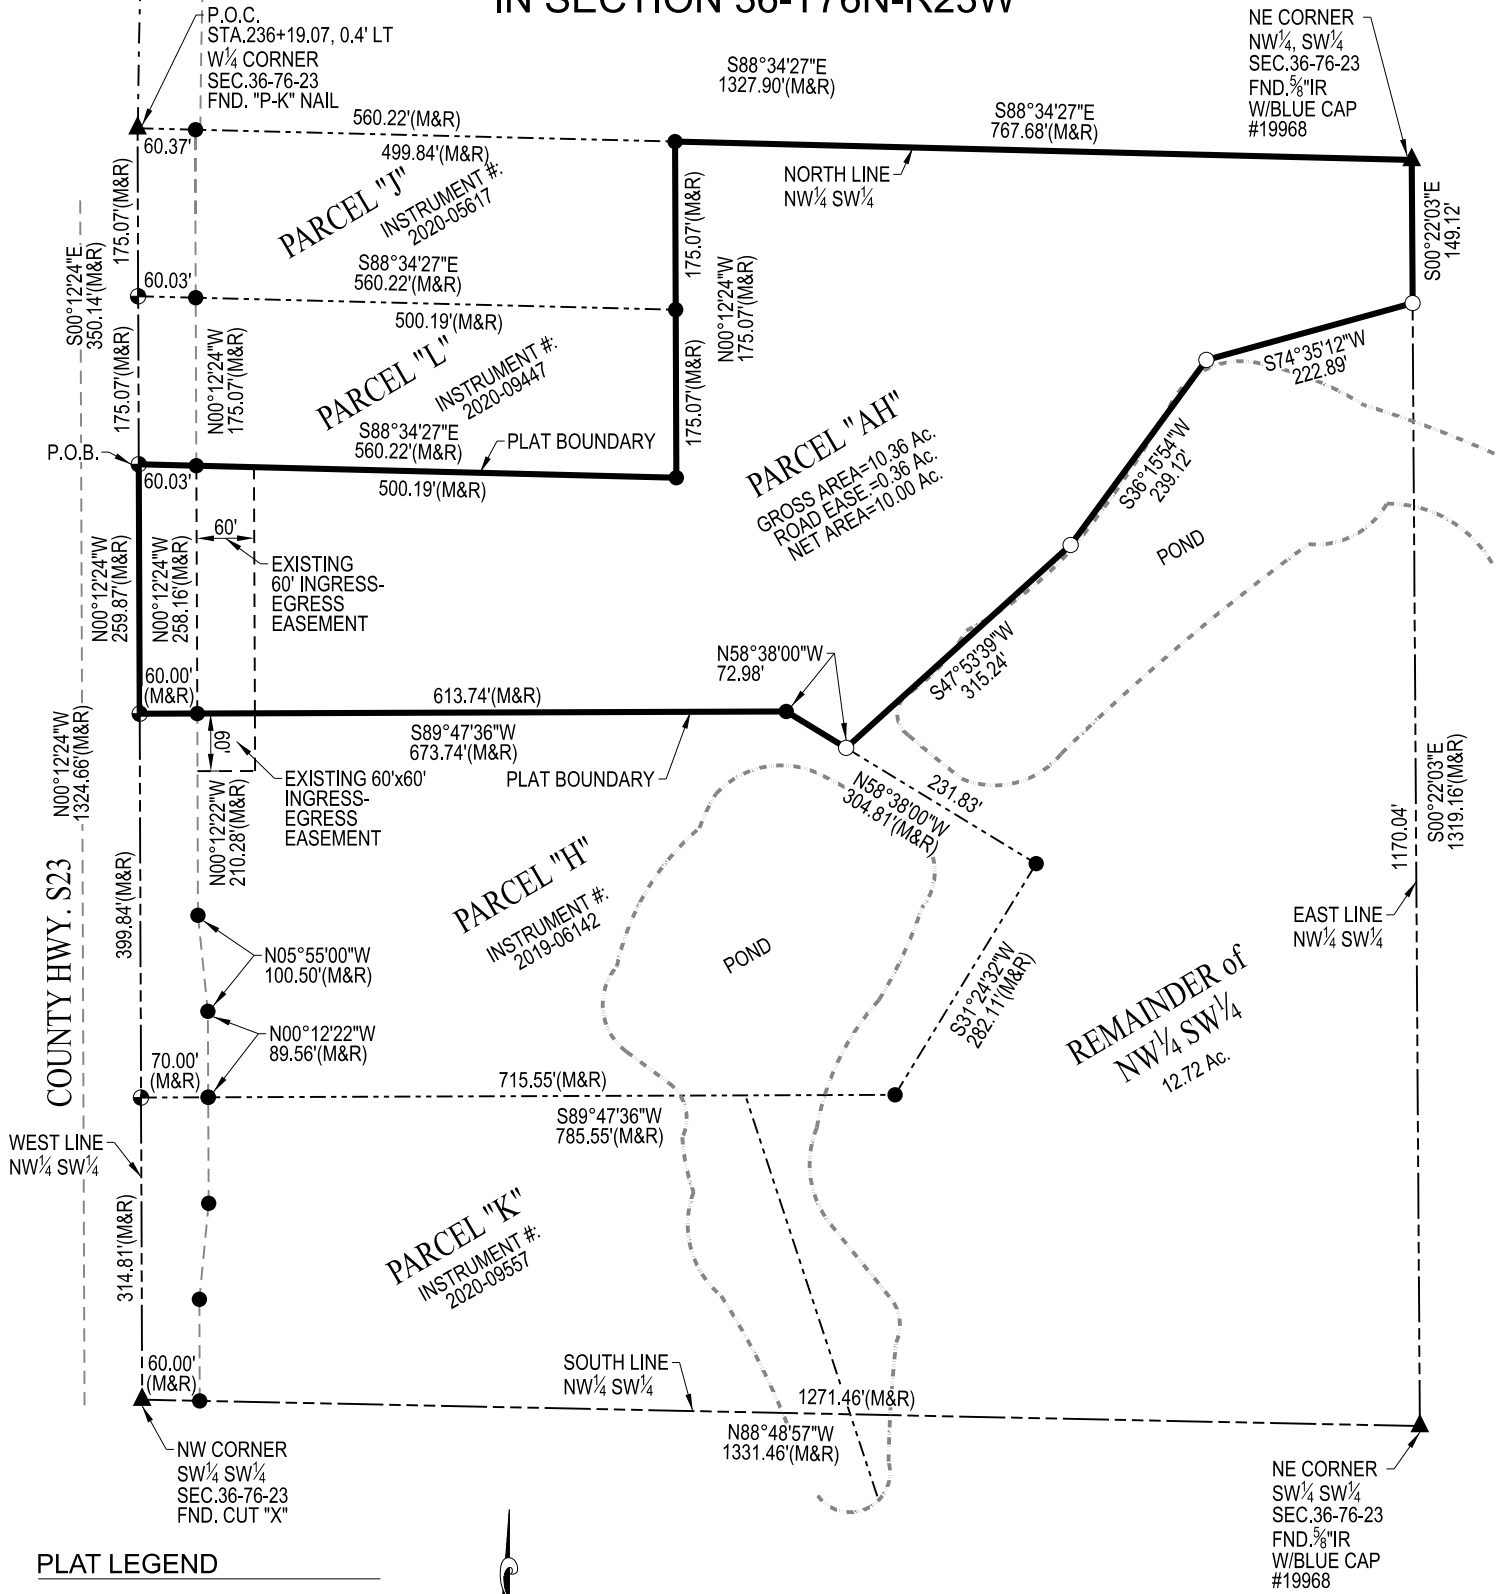 IN SECTION 36-T76N-R23W
P.O.C.
STA.236+19.07, 0.4' LT
W¼ CORNER
SEC.36-76-23
FND. "P-K" NAIL
NE CORNER
NW¼, SW¼
SEC.36-76-23
FND.⅝"IR
W/BLUE CAP
#19968
S88°34'27"E
1327.90'(M&R)
560.22'(M&R)
S88°34'27"E
767.68'(M&R)
60.37'
499.84'(M&R)
NORTH LINE
NW¼ SW¼
PARCEL "J"
INSTRUMENT #:
2020-05617
175.07'(M&R)
175.07'(M&R)
S00°22'03"E
149.12'
S00°12'24"E
350.14'(M&R)
60.03'
S88°34'27"E
560.22'(M&R)
N00°12'24"W
175.07'(M&R)
500.19'(M&R)
175.07'(M&R)
N00°12'24"W
175.07'(M&R)
PARCEL "L"
INSTRUMENT #:
2020-09447
175.07'(M&R)
S74°35'12"W
222.89'
S88°34'27"E
560.22'(M&R)
PLAT BOUNDARY
P.O.B.
60.03'
500.19'(M&R)
PARCEL "AH"
GROSS AREA=10.36 Ac.
ROAD EASE.=0.36 Ac.
NET AREA=10.00 Ac.
S36°15'54"W
239.12'
POND
60'
EXISTING
60' INGRESS-
EGRESS
EASEMENT
N00°12'24"W
259.87'(M&R)
N00°12'24"W
258.16'(M&R)
N58°38'00"W
72.98'
S47°53'39"W
315.24'
60.00'
(M&R)
613.74'(M&R)
S89°47'36"W
673.74'(M&R)
PLAT BOUNDARY
60'
EXISTING 60'x60'
INGRESS-
EGRESS
EASEMENT
N00°12'24"W
1324.66'(M&R)
N00°12'22"W
210.28'(M&R)
231.83'
N58°38'00"W
304.81'(M&R)
1170.04'
S00°22'03"E
1319.16'(M&R)
PARCEL "H"
INSTRUMENT #:
2019-06142
COUNTY HWY. S23
399.84'(M&R)
N05°55'00"W
100.50'(M&R)
POND
EAST LINE
NW¼ SW¼
S31°24'32"W
282.11'(M&R)
REMAINDER of
NW¼ SW¼
12.72 Ac.
N00°12'22"W
89.56'(M&R)
70.00'
(M&R)
715.55'(M&R)
S89°47'36"W
785.55'(M&R)
WEST LINE
NW¼ SW¼
314.81'(M&R)
PARCEL "K"
INSTRUMENT #:
2020-09557
60.00'
(M&R)
SOUTH LINE
NW¼ SW¼
1271.46'(M&R)
N88°48'57"W
1331.46'(M&R)
NW CORNER
SW¼ SW¼
SEC.36-76-23
FND. CUT "X"
NE CORNER
SW¼ SW¼
SEC.36-76-23
FND.⅝"IR
W/BLUE CAP
#19968
PLAT LEGEND